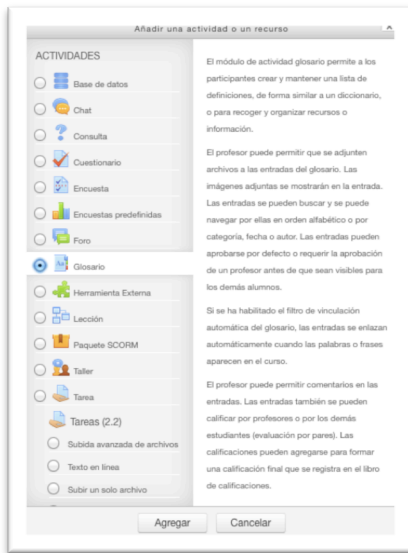 Añadir una actividad o un recurso
ACTIVIDADES
Base de datos
Chat
Consulta
Cuestionario
Encuesta
Encuestas predefinidas
Foro
Glosario
Herramienta Externa
Lección
Paquete SCORM
Taller
Tarea
Tareas (2.2)
Subida avanzada de archivos
Texto en línea
Subir un solo archivo
El módulo de actividad glosario permite a los
participantes crear y mantener una lista de
definiciones, de forma similar a un diccionario,
o para recoger y organizar recursos o
información.
El profesor puede permitir que se adjunten
archivos a las entradas del glosario. Las
imágenes adjuntas se mostrarán en la entrada.
Las entradas se pueden buscar y se puede
navegar por ellas en orden alfabético o por
categoría, fecha o autor. Las entradas pueden
aprobarse por defecto o requerir la aprobación
de un profesor antes de que sean visibles para
los demás alumnos.
Si se ha habilitado el filtro de vinculación
automática del glosario, las entradas se enlazan
automáticamente cuando las palabras o frases
aparecen en el curso.
El profesor puede permitir comentarios en las
entradas. Las entradas también se pueden
calificar por profesores o por los demás
estudiantes (evaluación por pares). Las
calificaciones pueden agregarse para formar
una calificación final que se registra en el libro
de calificaciones.
Agregar
Cancelar